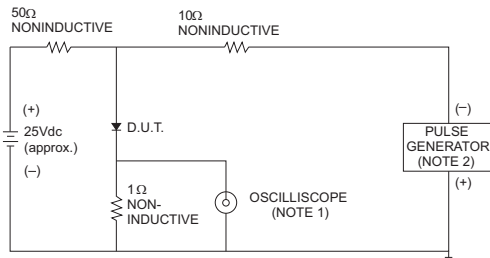 50Ω
NONINDUCTIVE
10Ω
NONINDUCTIVE
(+)
25Vdc
(approx.)
(–)
D.U.T.
1Ω
NON-
INDUCTIVE
OSCILLISCOPE
(NOTE 1)
(–)
PULSE
GENERATOR
(NOTE 2)
(+)